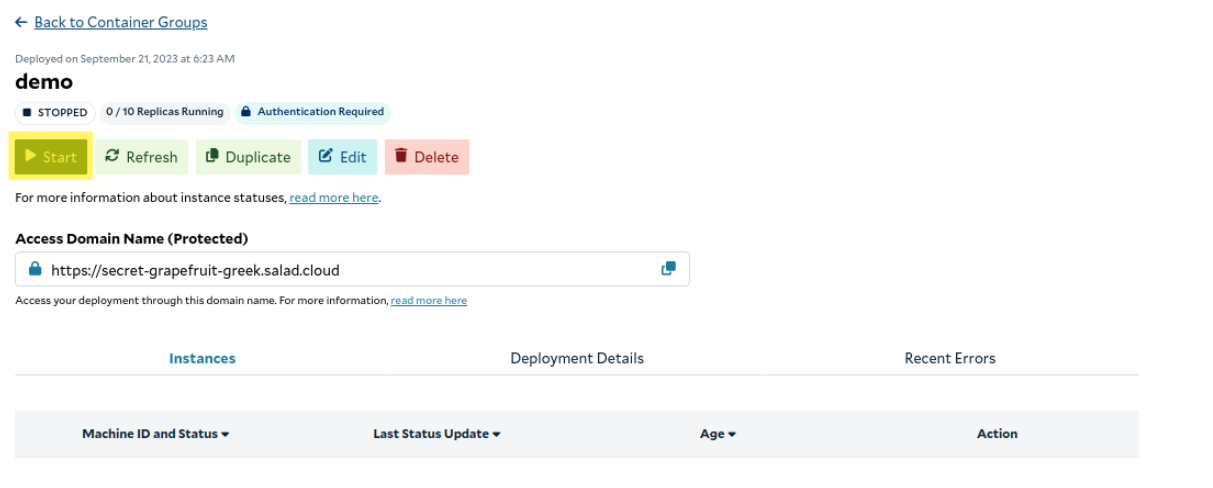 ← Back to Container Groups
Deployed on September 21, 2023 at 6:23 AM
demo
STOPPED 0 / 10 Replicas Running Authentication Required
Start Refresh Duplicate Edit Delete
For more information about instance statuses, read more here.
Access Domain Name (Protected)
https://secret-grapefruit-greek.salad.cloud
Access your deployment through this domain name. For more information, read more here
Instances Deployment Details Recent Errors
Machine ID and Status Last Status Update Age Action